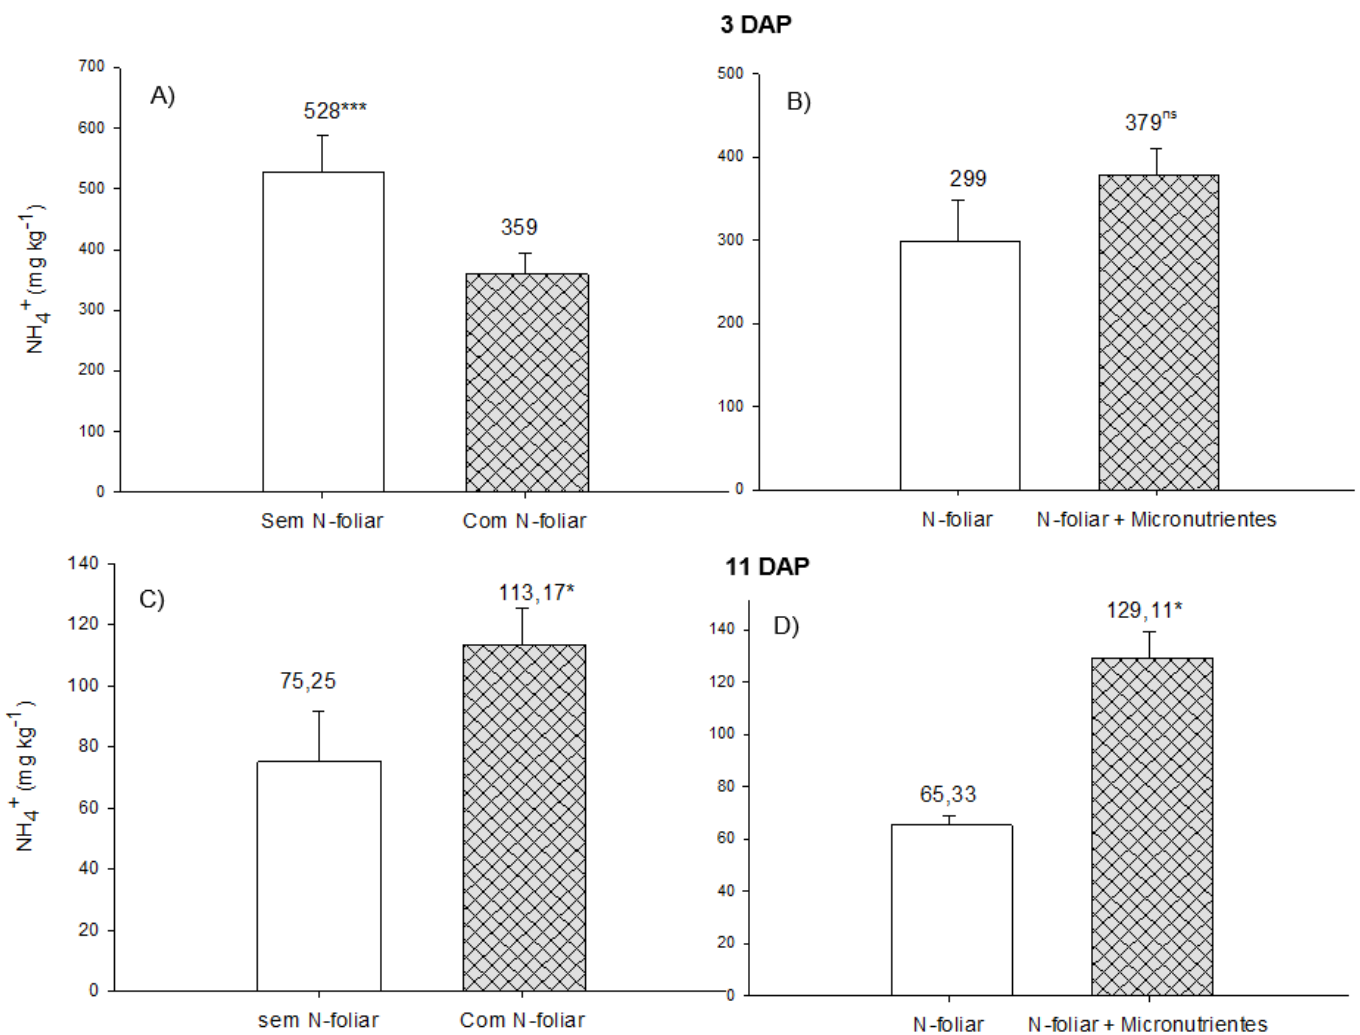 3 DAP
A)
NH4+ (mg kg-1)
700
600
500
400
300
200
100
0
528***
359
Sem N-foliar
Com N-foliar
B)
500
400
300
200
100
0
299
379ns
N-foliar
N-foliar + Micronutrientes
11 DAP
C)
NH4+ (mg kg-1)
140
120
100
80
60
40
20
0
75,25
113,17*
sem N-foliar
Com N-foliar
D)
140
120
100
80
60
40
20
0
65,33
129,11*
N-foliar
N-foliar + Micronutrientes